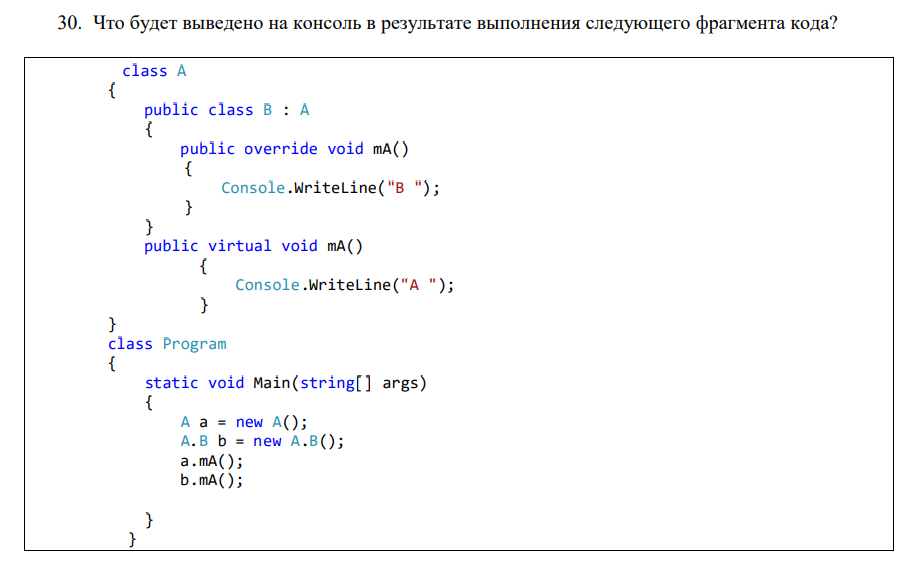 30. Что будет выведено на консоль в результате выполнения следующего фрагмента кода?
class A
{
public class B : A
{
public override void mA()
{
Console.WriteLine("B ");
}
}
public virtual void mA()
{
Console.WriteLine("A ");
}
}
class Program
{
static void Main(string[] args)
{
A a = new A();
A.B b = new A.B();
a.mA();
b.mA();
}
}